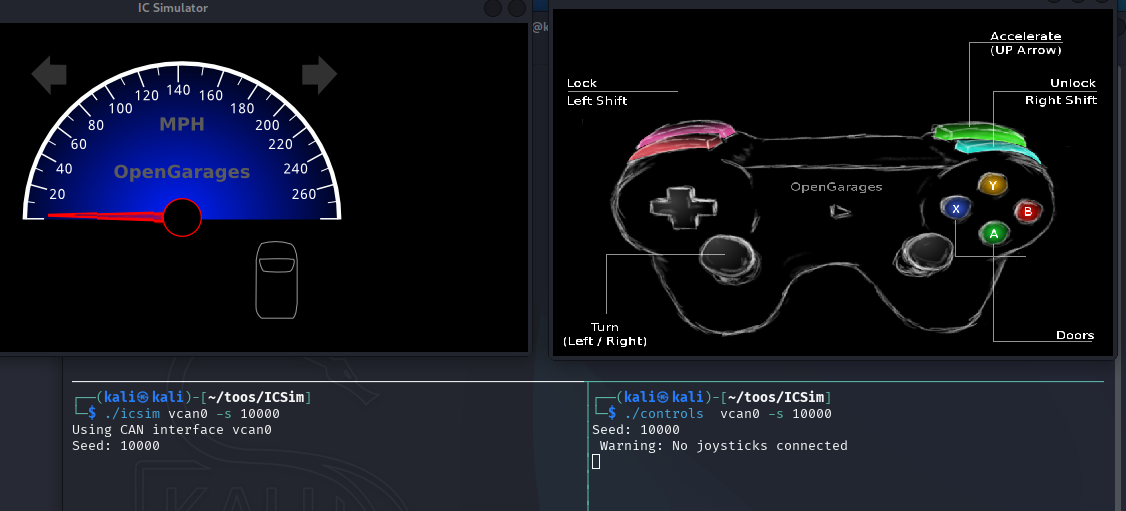 IC Simulator
@k
20
40
60
80
100
120
140
160
180
200
220
240
260
MPH
OpenGarages
Accelerate
(UP Arrow)
Lock
Left Shift
Unlock
Right Shift
OpenGarages
Y
X
B
A
Turn
(Left / Right)
Doors
┌──(kali㉿kali)-[~/toos/ICSim]
└─$ ./icsim vcan0 -s 10000
Using CAN interface vcan0
Seed: 10000
┌──(kali㉿kali)-[~/toos/ICSim]
└─$ ./controls  vcan0 -s 10000
Seed: 10000
Warning: No joysticks connected
KALI